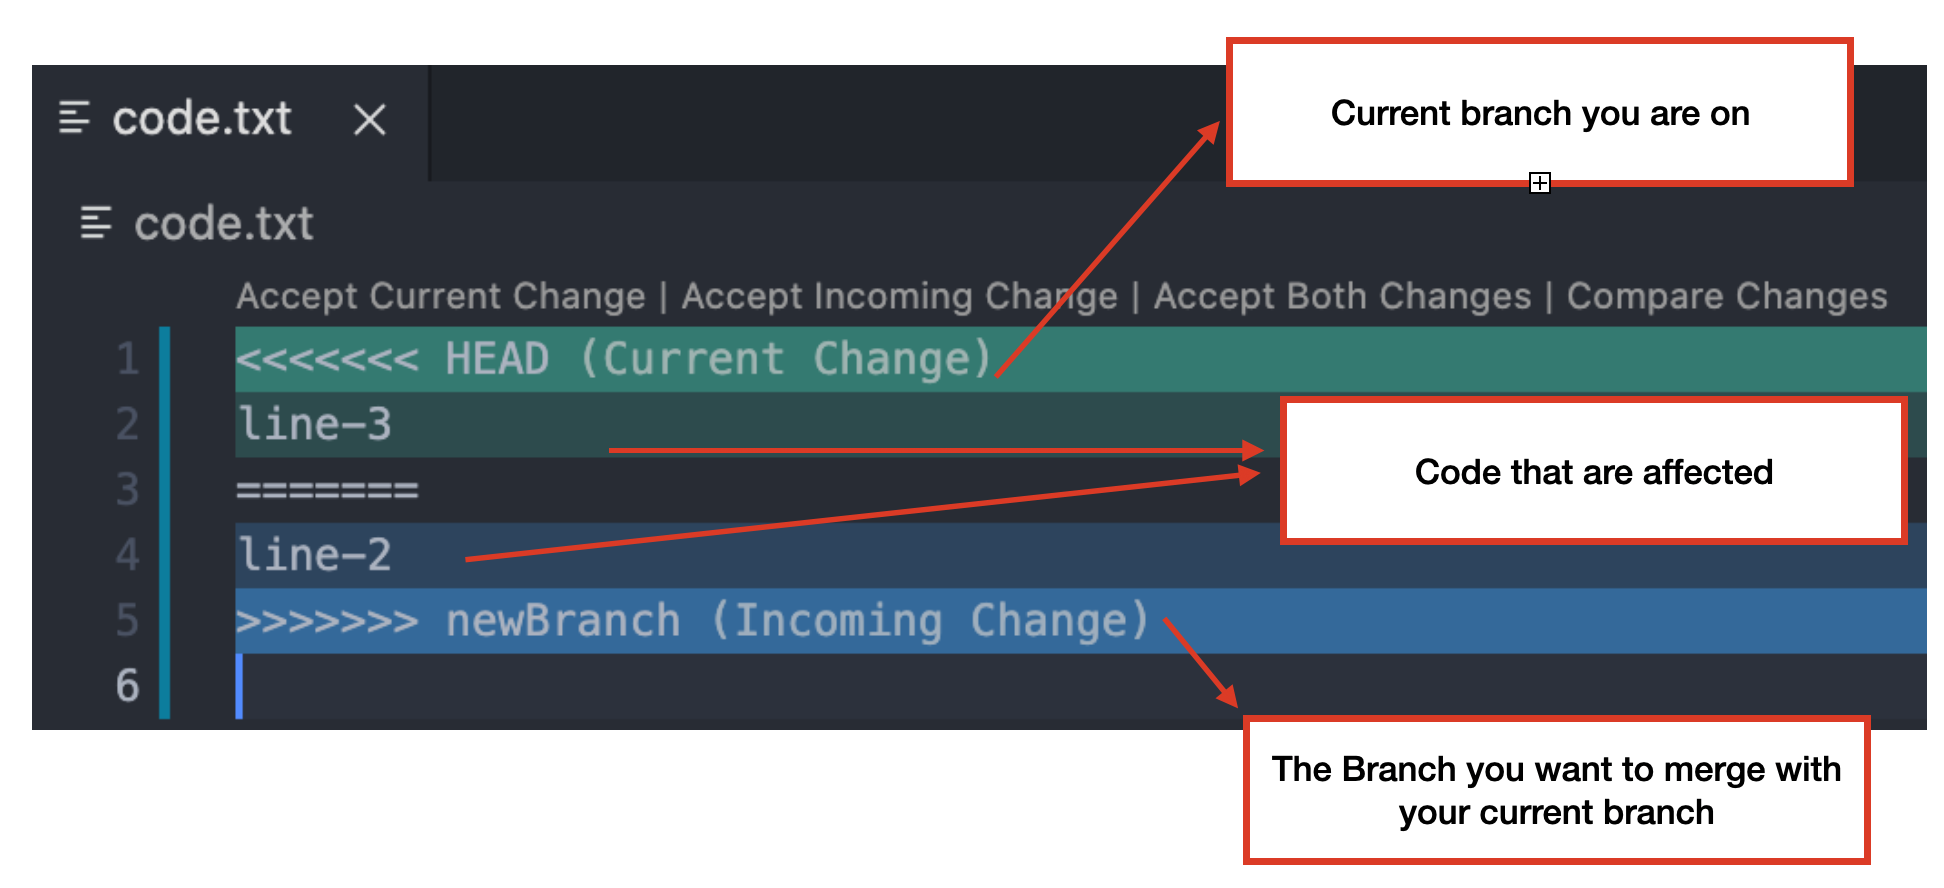 code.txt
Current branch you are on
code.txt
Accept Current Change | Accept Incoming Change | Accept Both Changes | Compare Changes
1 <<<<<<< HEAD (Current Change)
2 line-3
Code that are affected
3 =======
4 line-2
5 >>>>>>> newBranch (Incoming Change)
6
The Branch you want to merge with
your current branch